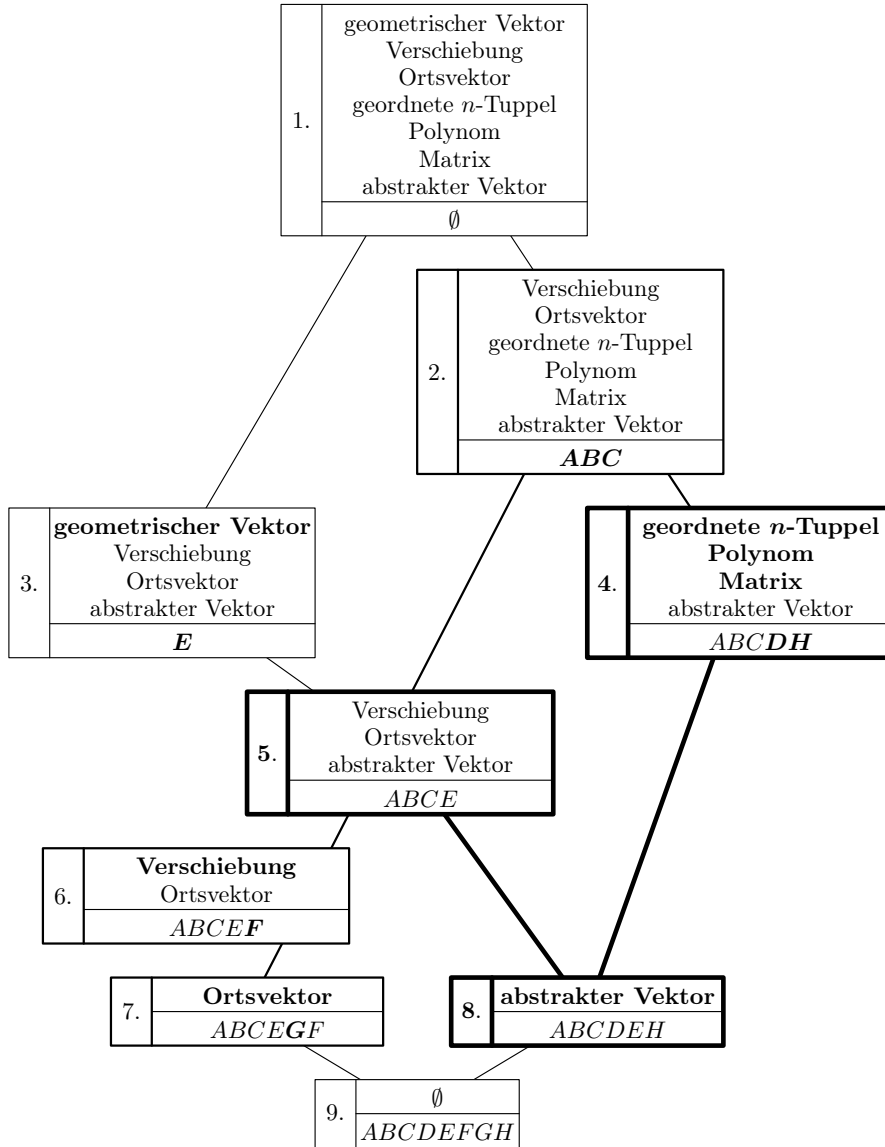 1.
geometrischer Vektor
Verschiebung
Ortsvektor
geordnete n-Tuppel
Polynom
Matrix
abstrakter Vektor
∅
2.
Verschiebung
Ortsvektor
geordnete n-Tuppel
Polynom
Matrix
abstrakter Vektor
ABC
3.
geometrischer Vektor
Verschiebung
Ortsvektor
abstrakter Vektor
E
4.
geordnete n-Tuppel
Polynom
Matrix
abstrakter Vektor
ABCDH
5.
Verschiebung
Ortsvektor
abstrakter Vektor
ABCE
6.
Verschiebung
Ortsvektor
ABCEF
7.
Ortsvektor
ABCEGF
8.
abstrakter Vektor
ABCDEH
9.
∅
ABCDEFGH